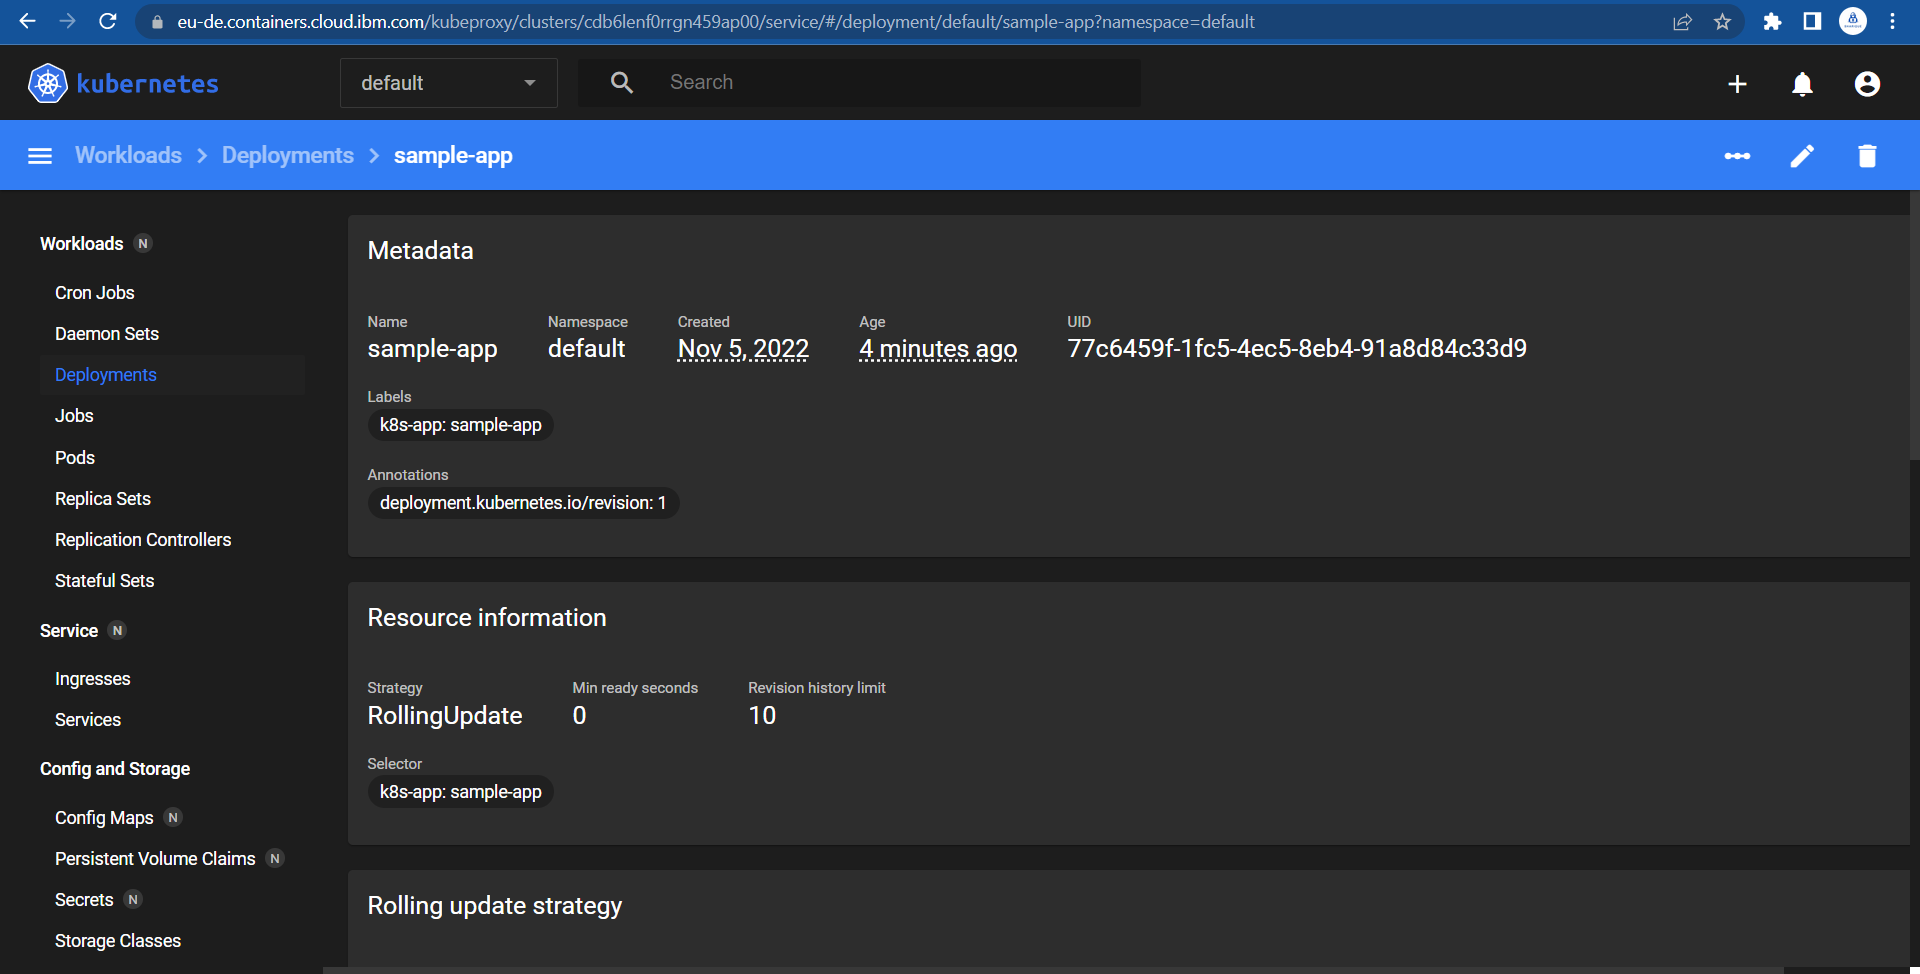 eu-de.containers.cloud.ibm.com/kubeproxy/clusters/cdb6lenf0rrgn459ap00/service/#/deployment/default/sample-app?namespace=default
kubernetes
default
Search
Workloads > Deployments > sample-app
Workloads N
Cron Jobs
Daemon Sets
Deployments
Jobs
Pods
Replica Sets
Replication Controllers
Stateful Sets
Service N
Ingresses
Services
Config and Storage
Config Maps N
Persistent Volume Claims N
Secrets N
Storage Classes
Metadata
Name Namespace Created Age UID
sample-app default Nov 5, 2022 4 minutes ago 77c6459f-1fc5-4ec5-8eb4-91a8d84c33d9
Labels
k8s-app: sample-app
Annotations
deployment.kubernetes.io/revision: 1
Resource information
Strategy Min ready seconds Revision history limit
RollingUpdate 0 10
Selector
k8s-app: sample-app
Rolling update strategy